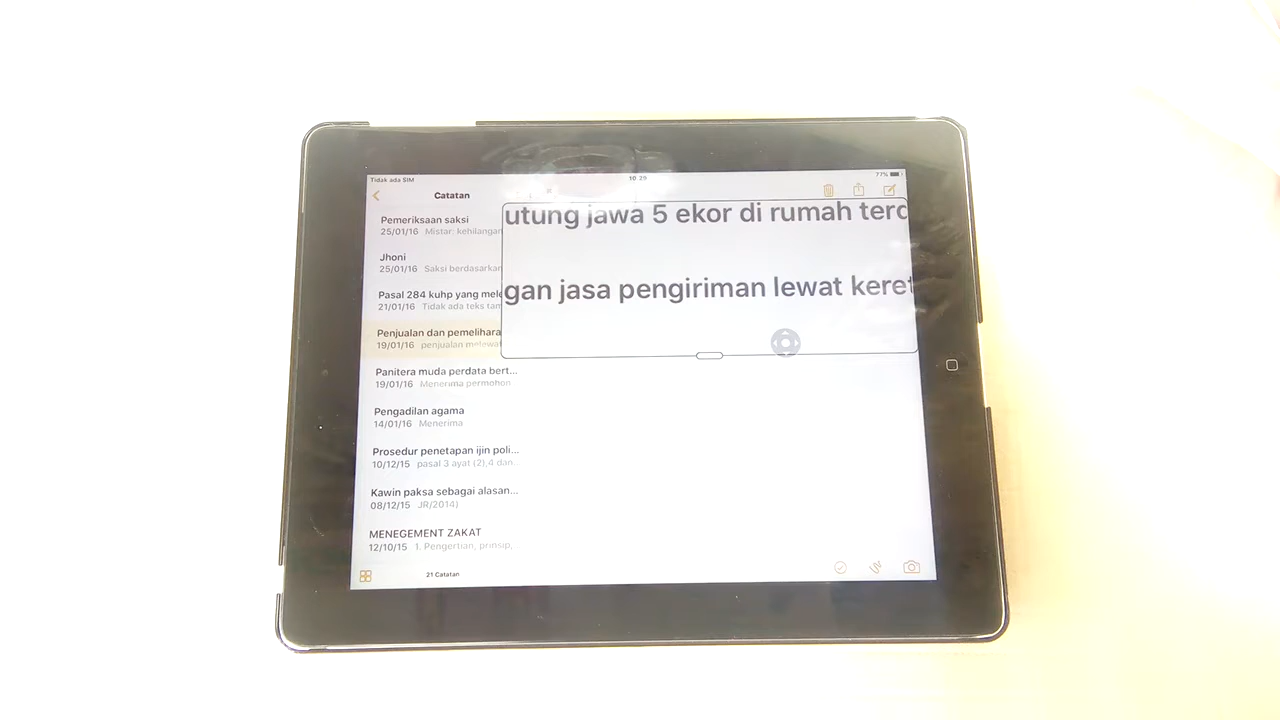 Tidak ada SIM
10.29
77%
Catatan
Pemeriksaan saksi
25/01/16 Mistar: kehilangan
Jhoni
25/01/16 Saksi berdasarkan
Pasal 284 kuhp yang mele
21/01/16 Tidak ada teks tam
Penjualan dan pemelihara
19/01/16 penjualan melewat
Panitera muda perdata bert...
19/01/16 Menerima permohon
Pengadilan agama
14/01/16 Menerima
Prosedur penetapan ijin poli...
10/12/15 pasal 3 ayat (2),4 dan...
Kawin paksa sebagai alasan...
08/12/15 JR/2014)
MENEGEMENT ZAKAT
12/10/15 1. Pengertian, prinsip,
21 Catatan
utung jawa 5 ekor di rumah terd
gan jasa pengiriman lewat keret